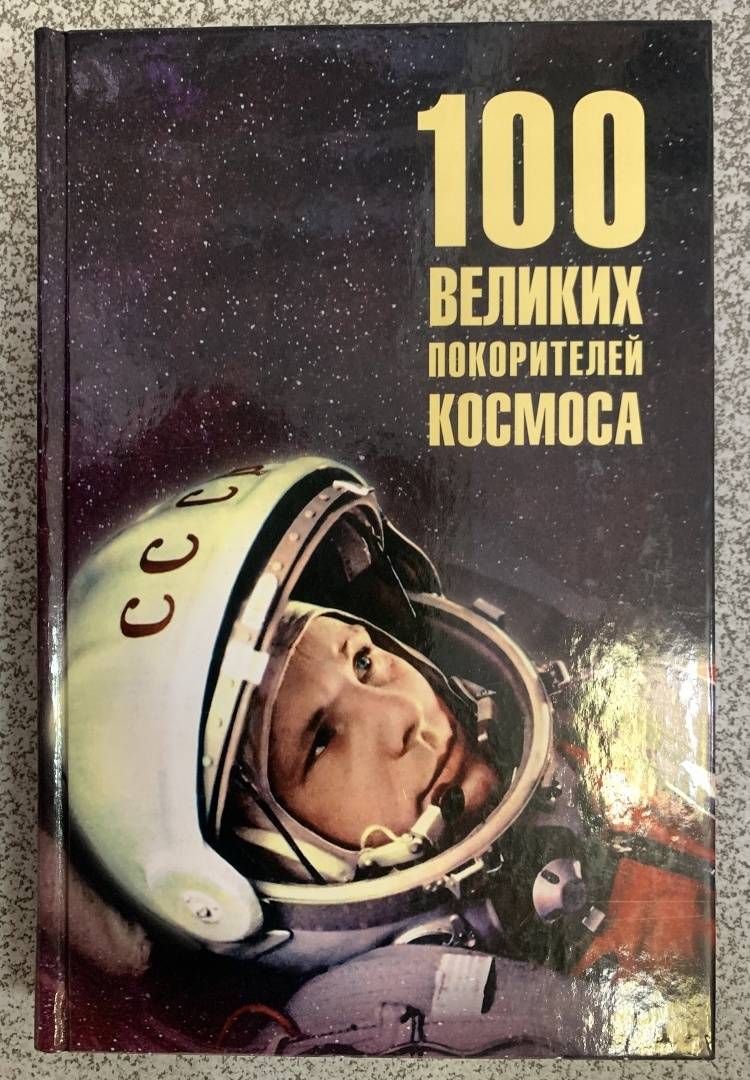 100
ВЕЛИКИХ
ПОКОРИТЕЛЕЙ
КОСМОСА
СССР